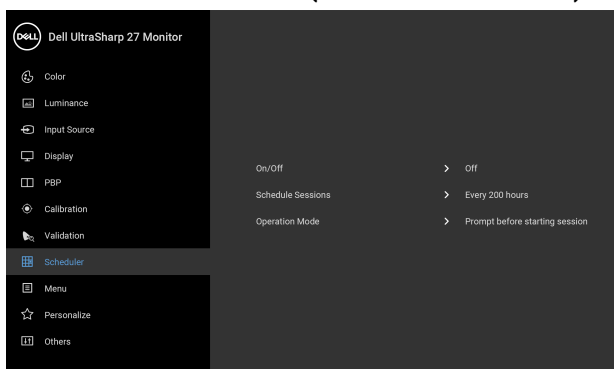 DELL Dell UltraSharp 27 Monitor
Color
Luminance
Input Source
Display
PBP
Calibration
Validation
Scheduler
Menu
Personalize
Others
On/Off > Off
Schedule Sessions > Every 200 hours
Operation Mode > Prompt before starting session